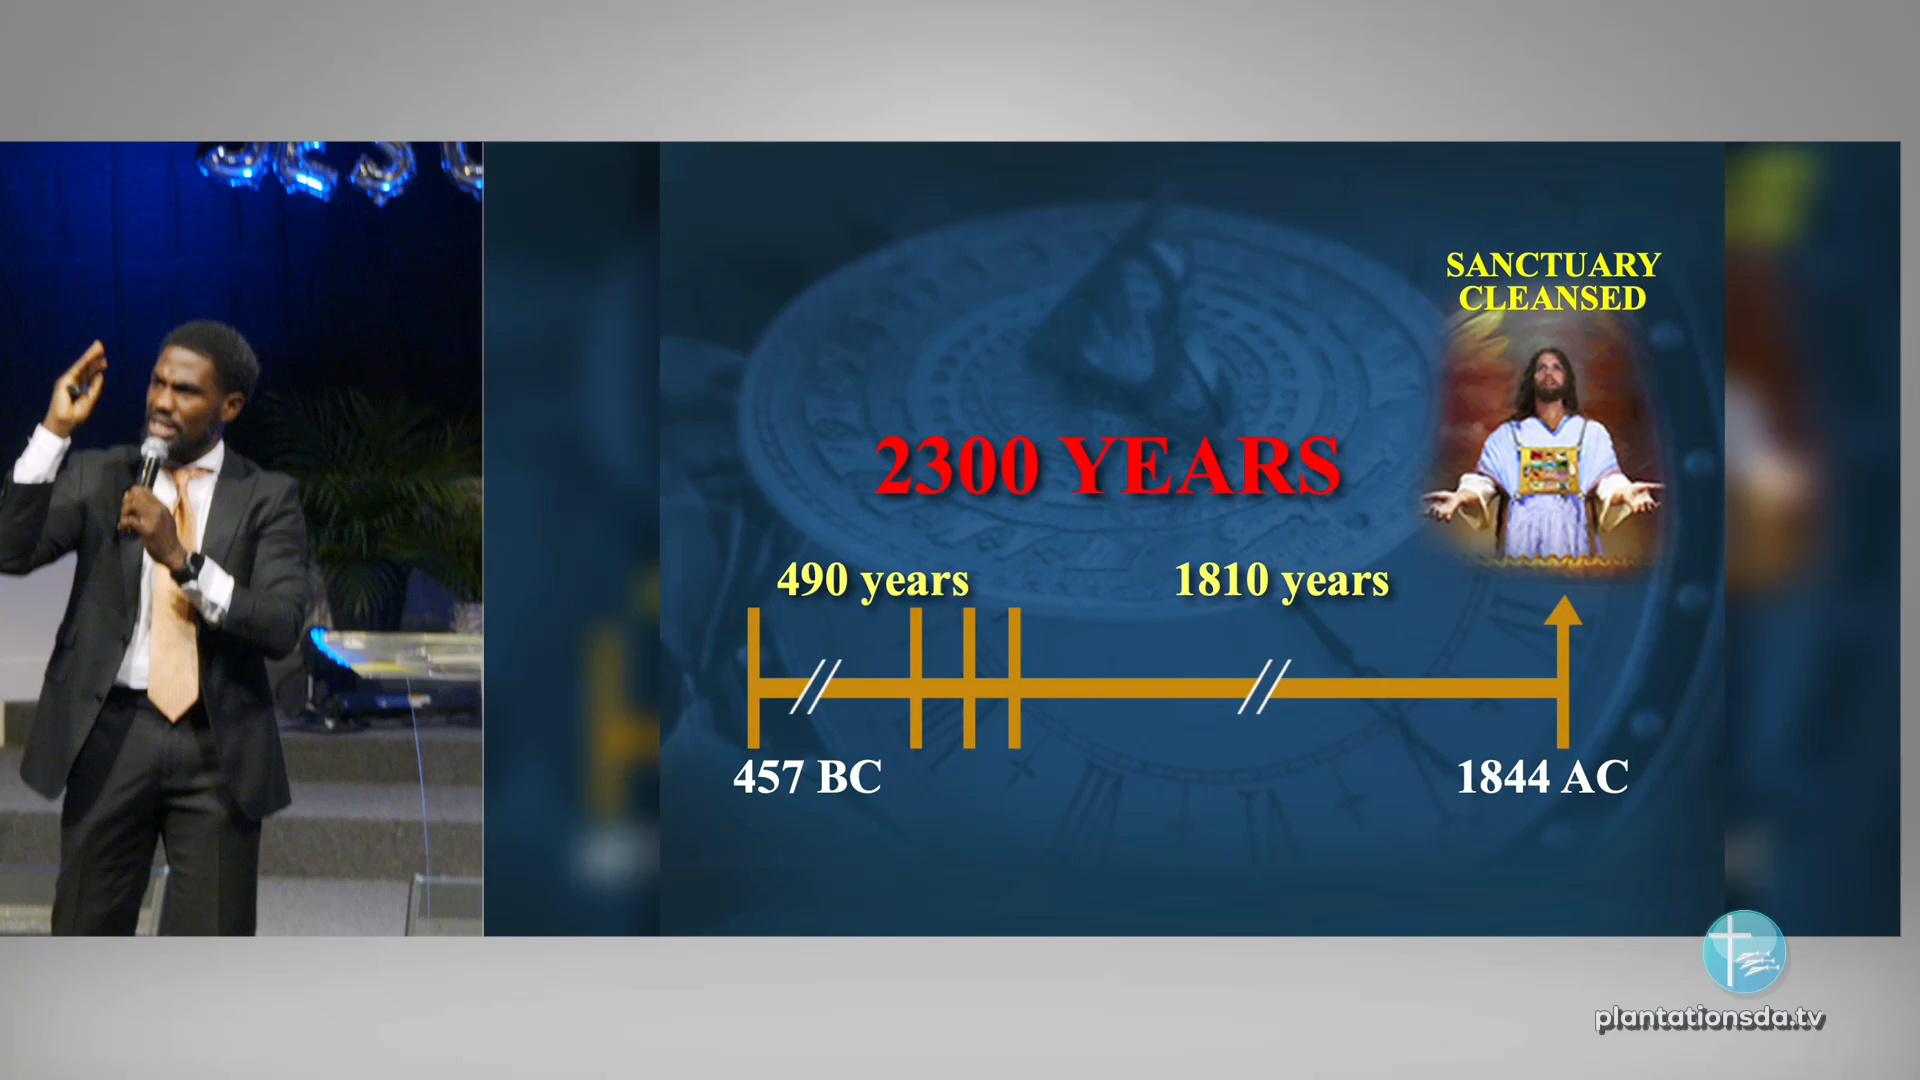 SANCTUARY
CLEANSED
2300 YEARS
490 years
1810 years
457 BC
1844 AC
plantationsda.tv